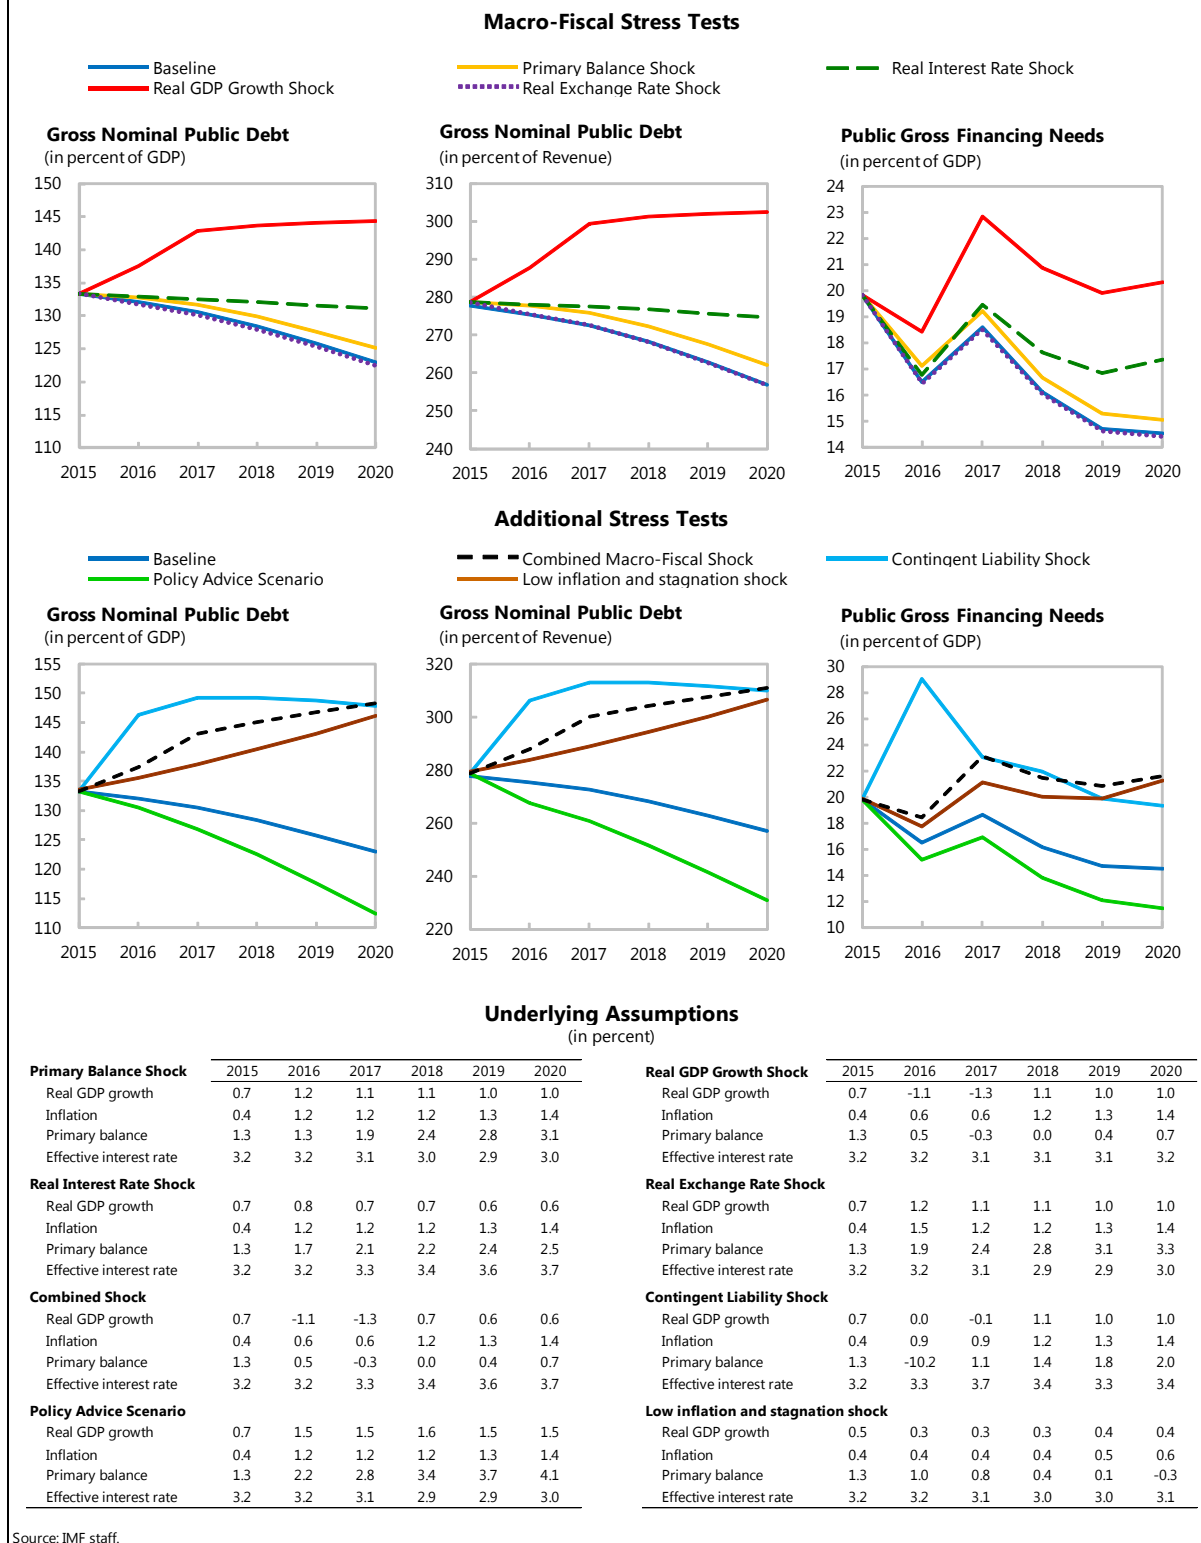 Macro-Fiscal Stress Tests
Baseline Primary Balance Shock Real Interest Rate Shock
Real GDP Growth Shock Real Exchange Rate Shock
Gross Nominal Public Debt Gross Nominal Public Debt Public Gross Financing Needs
(in percent of GDP) (in percent of Revenue) (in percent of GDP)
150 310 24
145 300 23
140 290 22
135 280 21
130 270 20
125 260 19
120 250 18
115 240 17
110 16
15
14
2015 2016 2017 2018 2019 2020 2015 2016 2017 2018 2019 2020 2015 2016 2017 2018 2019 2020
Additional Stress Tests
Baseline Combined Macro-Fiscal Shock Contingent Liability Shock
Policy Advice Scenario Low inflation and stagnation shock
Gross Nominal Public Debt Gross Nominal Public Debt Public Gross Financing Needs
(in percent of GDP) (in percent of Revenue) (in percent of GDP)
155 320 30
150 300 28
145 280 26
140 260 24
135 240 22
130 220 20
125 18
120 16
115 14
110 12
10
2015 2016 2017 2018 2019 2020 2015 2016 2017 2018 2019 2020 2015 2016 2017 2018 2019 2020
Underlying Assumptions
(in percent)
Primary Balance Shock 2015 2016 2017 2018 2019 2020 Real GDP Growth Shock 2015 2016 2017 2018 2019 2020
Real GDP growth 0.7 1.2 1.1 1.1 1.0 1.0 Real GDP growth 0.7 -1.1 -1.3 1.1 1.0 1.0
Inflation 0.4 1.2 1.2 1.2 1.3 1.4 Inflation 0.4 0.6 0.6 1.2 1.3 1.4
Primary balance 1.3 1.3 1.9 2.4 2.8 3.1 Primary balance 1.3 0.5 -0.3 0.0 0.4 0.7
Effective interest rate 3.2 3.2 3.1 3.0 2.9 3.0 Effective interest rate 3.2 3.2 3.1 3.1 3.1 3.2
Real Interest Rate Shock Real Exchange Rate Shock
Real GDP growth 0.7 0.8 0.7 0.7 0.6 0.6 Real GDP growth 0.7 1.2 1.1 1.1 1.0 1.0
Inflation 0.4 1.2 1.2 1.2 1.3 1.4 Inflation 0.4 1.5 1.2 1.2 1.3 1.4
Primary balance 1.3 1.7 2.1 2.2 2.4 2.5 Primary balance 1.3 1.9 2.4 2.8 3.1 3.3
Effective interest rate 3.2 3.2 3.3 3.4 3.6 3.7 Effective interest rate 3.2 3.2 3.1 2.9 2.9 3.0
Combined Shock Contingent Liability Shock
Real GDP growth 0.7 -1.1 -1.3 0.7 0.6 0.6 Real GDP growth 0.7 0.0 -0.1 1.1 1.0 1.0
Inflation 0.4 0.6 0.6 1.2 1.3 1.4 Inflation 0.4 0.9 0.9 1.2 1.3 1.4
Primary balance 1.3 0.5 -0.3 0.0 0.4 0.7 Primary balance 1.3 -10.2 1.1 1.4 1.8 2.0
Effective interest rate 3.2 3.2 3.3 3.4 3.6 3.7 Effective interest rate 3.2 3.3 3.7 3.4 3.3 3.4
Policy Advice Scenario Low inflation and stagnation shock
Real GDP growth 0.7 1.5 1.5 1.6 1.5 1.5 Real GDP growth 0.5 0.3 0.3 0.3 0.4 0.4
Inflation 0.4 1.2 1.2 1.2 1.3 1.4 Inflation 0.4 0.4 0.4 0.4 0.5 0.6
Primary balance 1.3 2.2 2.8 3.4 3.7 4.1 Primary balance 1.3 1.0 0.8 0.4 0.1 -0.3
Effective interest rate 3.2 3.2 3.1 2.9 2.9 3.0 Effective interest rate 3.2 3.2 3.1 3.0 3.0 3.1
Source: IMF staff.